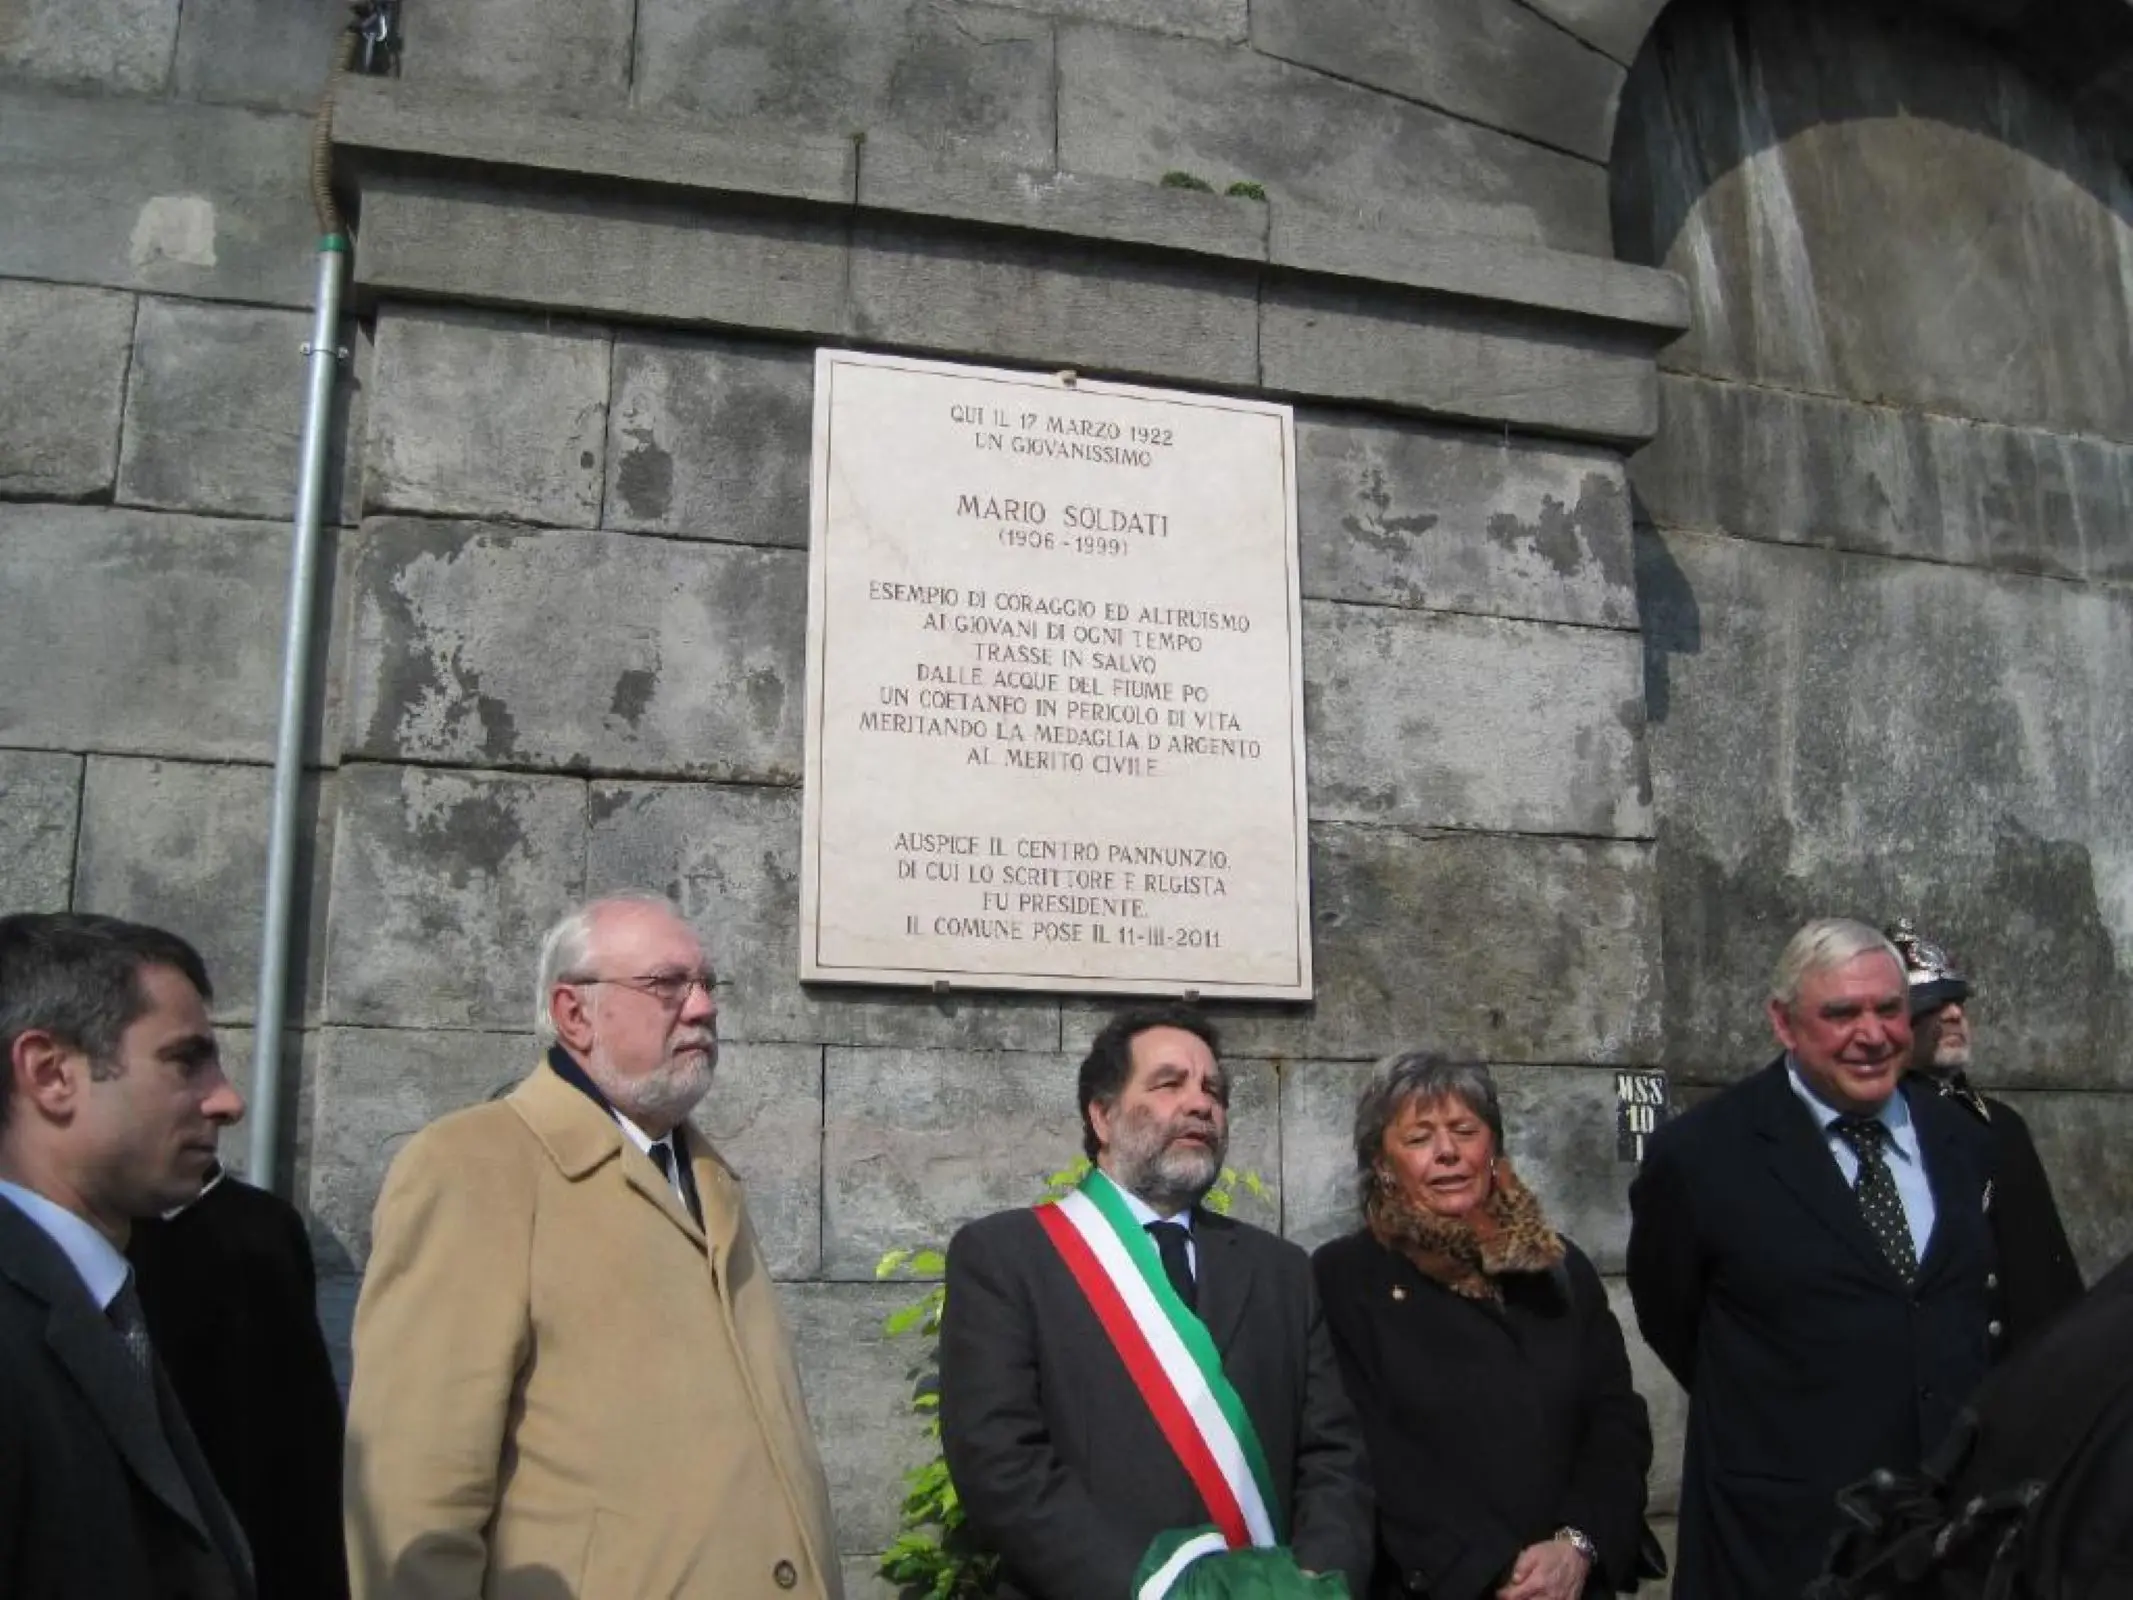 QUI IL 17 MARZO 1922
UN GIOVANISSIMO
MARIO SOLDATI
(1906-1999)
ESEMPIO DI CORAGGIO ED ALTRUISMO
AI GIOVANI DI OGNI TEMPO
TRASSE IN SALVO
DALLE ACQUE DEL FIUME PO
UN COETANEO IN PERICOLO DI VITA
MERITANDO LA MEDAGLIA D'ARGENTO
AL MERITO CIVILE
AUSPICE IL CENTRO PANNUNZIO,
DI CUI LO SCRITTORE E REGISTA
FU PRESIDENTE,
IL COMUNE POSE IL 11-III-2011
MSS
10